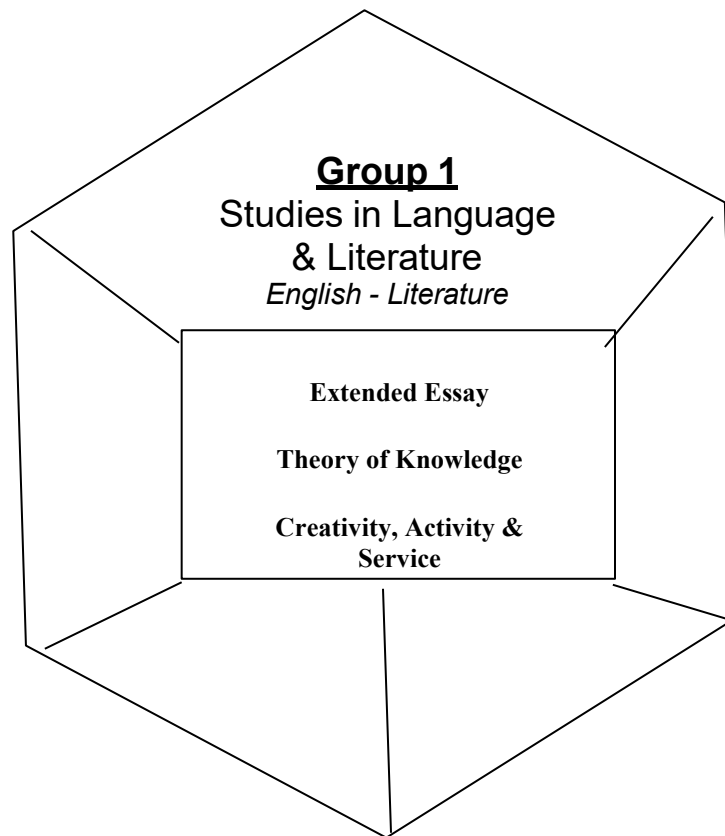 Group 1
Studies in Language
& Literature
English - Literature
Extended Essay
Theory of Knowledge
Creativity, Activity &
Service